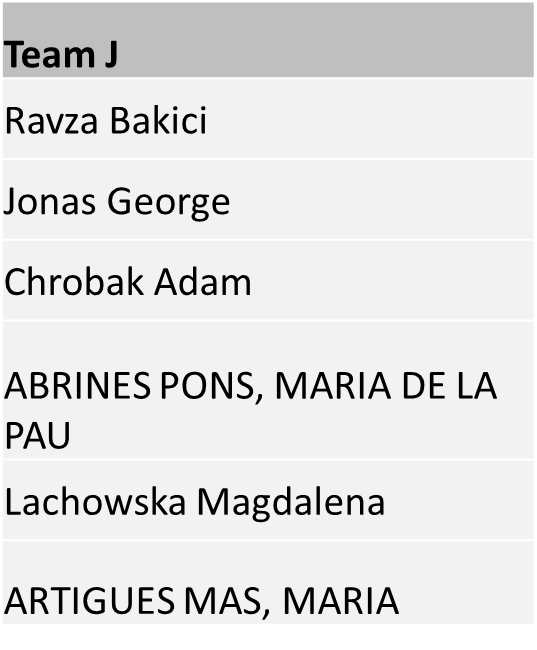 Team J
Ravza Bakici
Jonas George
Chrobak Adam
ABRINES PONS, MARIA DE LA
PAU
Lachowska Magdalena
ARTIGUES MAS, MARIA